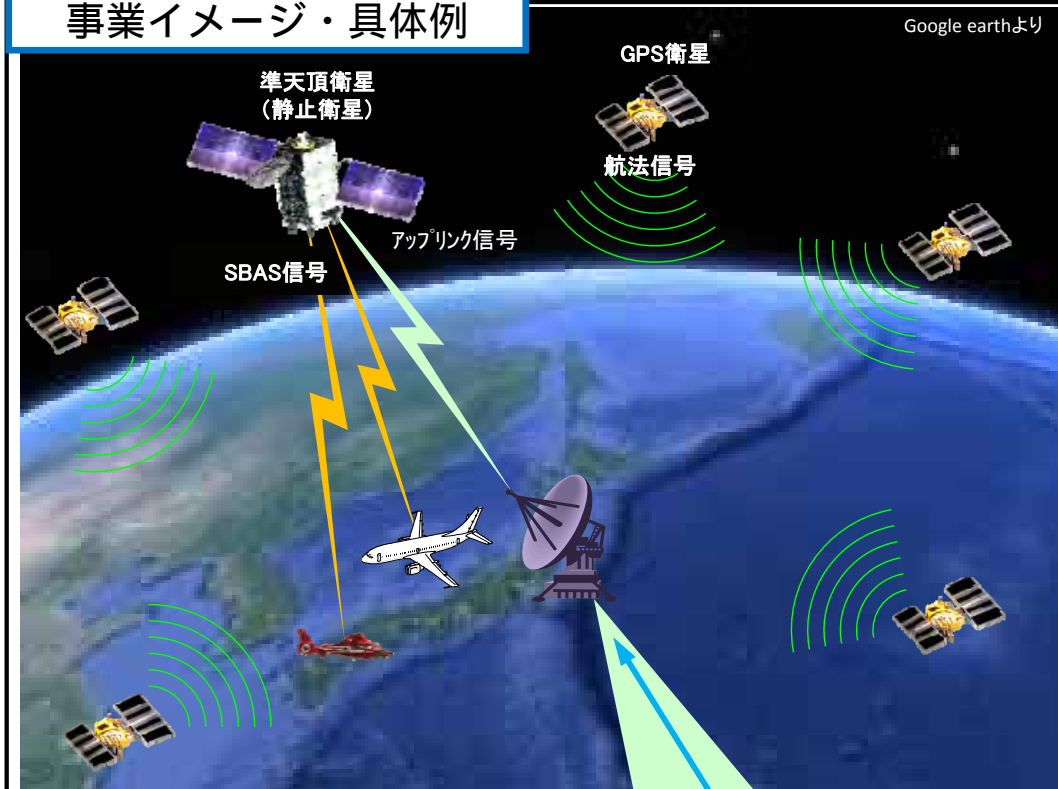 事業イメージ・具体例
Google earthより
GPS衛星
準天頂衛星
(静止衛星)
航法信号
アップリンク信号
SBAS信号